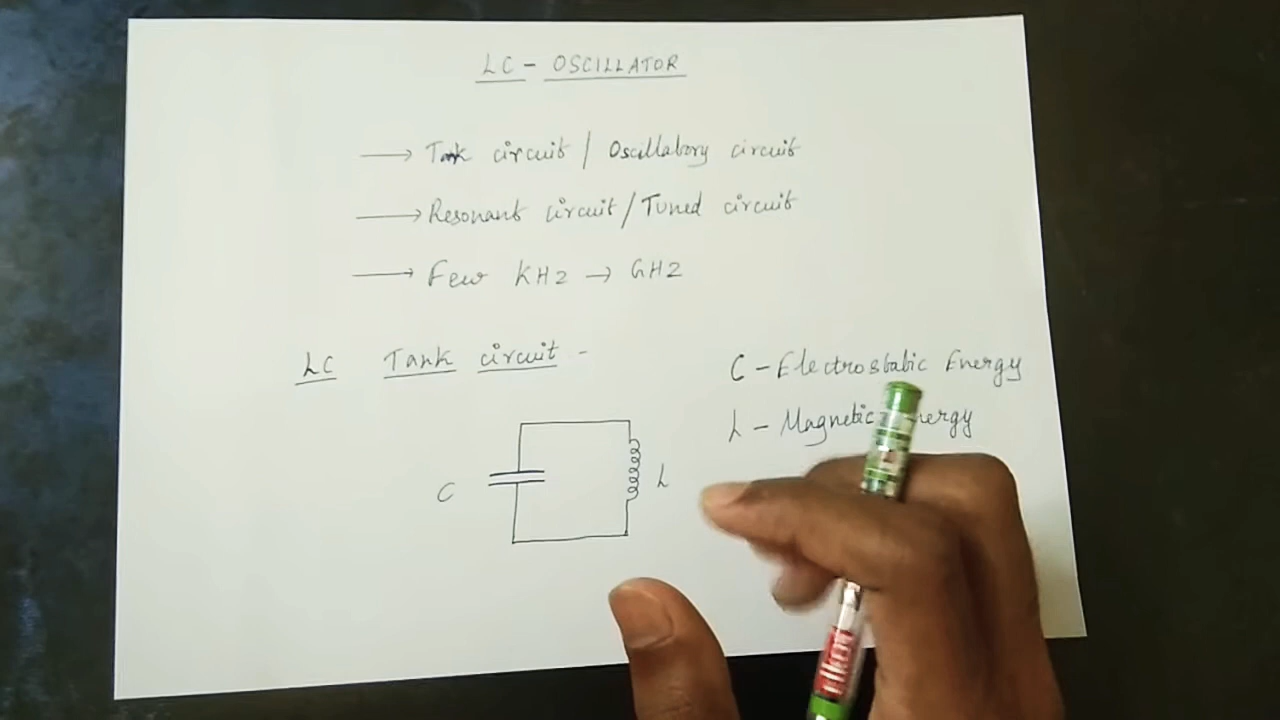 LC - OSCILLATOR
→ Tank circuit / Oscillatory circuit
→ Resonant circuit / Tuned circuit
→ Few KHz → GHz
LC Tank circuit -
C - Electrostatic Energy
L - Magnetic Energy
C
L